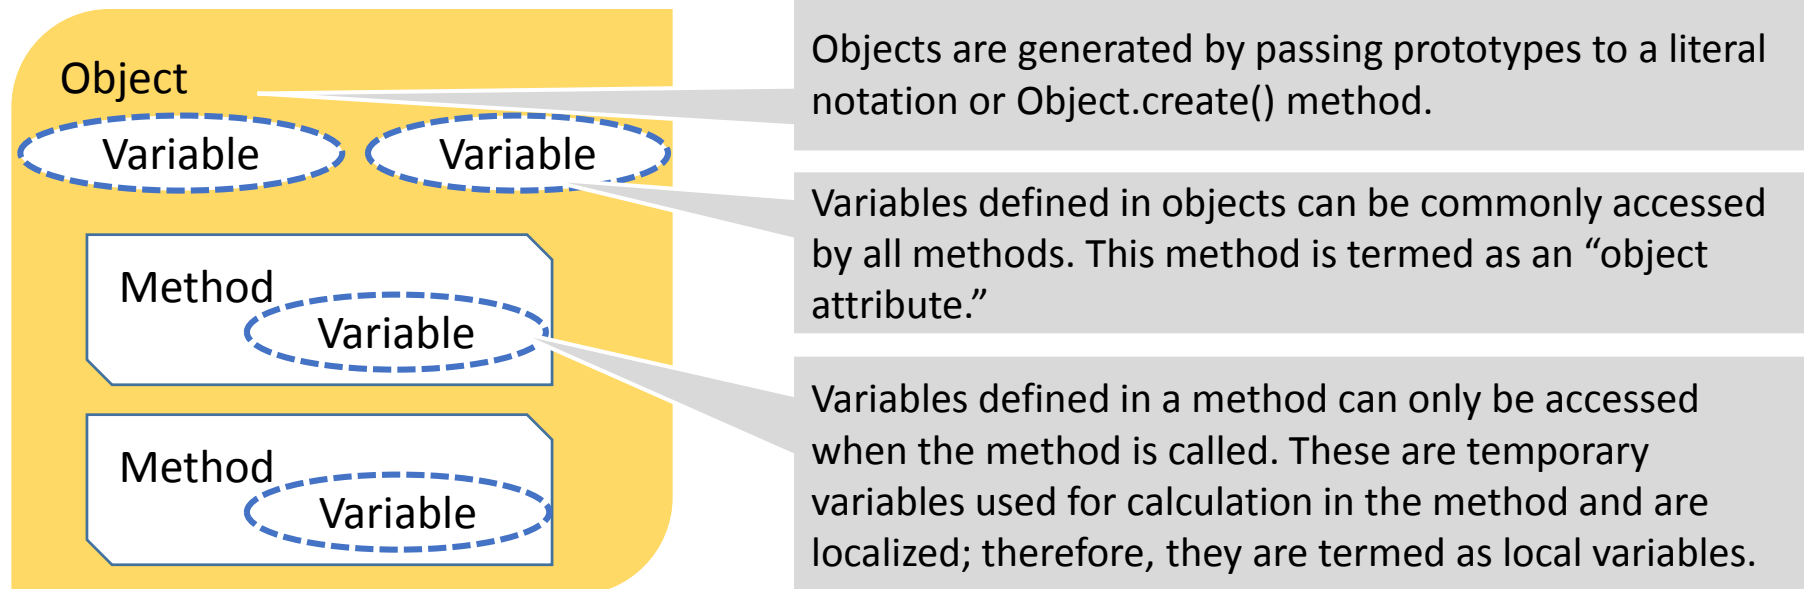 Object
Variable
Variable
Method
Variable
Method
Variable
Objects are generated by passing prototypes to a literal
notation or Object.create() method.
Variables defined in objects can be commonly accessed
by all methods. This method is termed as an “object
attribute.”
Variables defined in a method can only be accessed
when the method is called. These are temporary
variables used for calculation in the method and are
localized; therefore, they are termed as local variables.